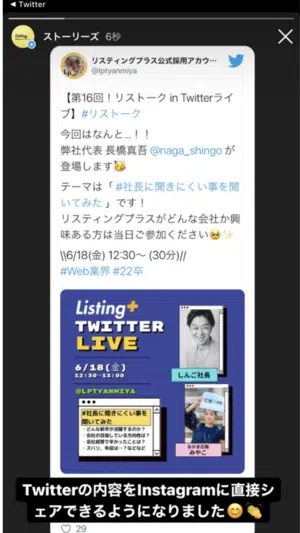 Twitter
ストーリーズ 6秒
リスティングプラス公式採用アカウ…
@lptyanmiya
【第16回！リストーク in Twitterライ
ブ】#リストーク
今回はなんと…！！
弊社代表 長橋真吾 @naga_shingo が
登場します🥳
テーマは「 #社長に聞きにくい事を聞
いてみた 」です！
リスティングプラスがどんな会社か興
味ある方は当日ご参加ください🥺✨
\\6/18(金) 12:30〜 (30分)//
#Web業界 #22卒
Listing+
TWITTER
LIVE
6/18(金)
12:30-13:00
@LPTYANMIYA
しんご社長
#社長に聞きにくい事を
聞いてみた
・どんな新卒が活躍するのか？
・会社の目指している方向性は？
・会社経営で辛かったことは？
・ズバリ、年収は…？などなど
みやこ
29
Twitterの内容をInstagramに直接シ
ェアできるようになりました😊👏